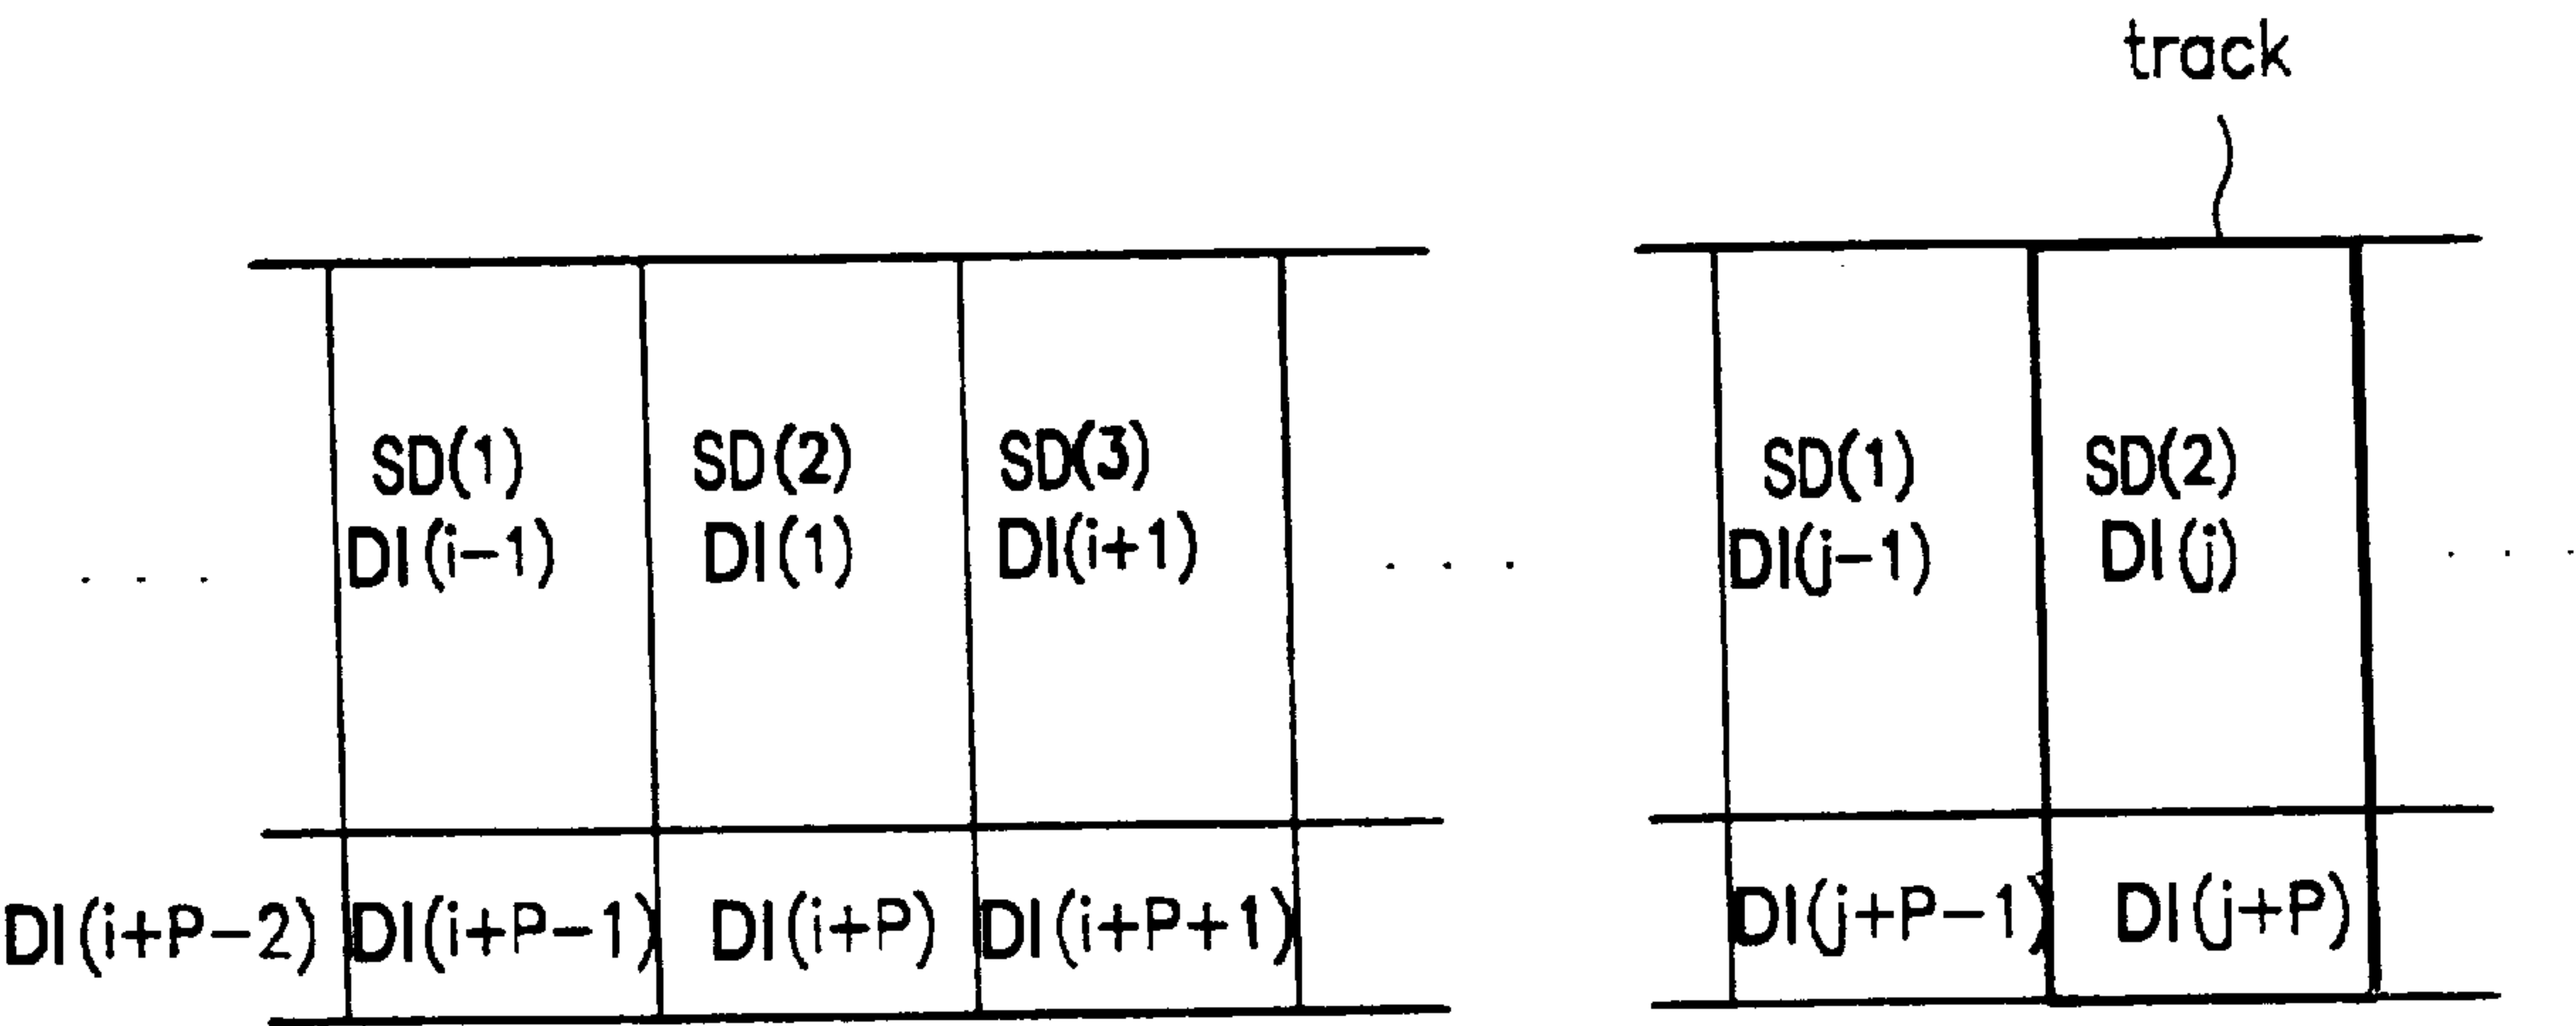 track
SD(1) SD(2) SD(3) SD(1) SD(2)
DI(i-1) DI(1) DI(i+1) DI(j-1) DI(j)
. . . . . . . . .
DI(i+P-2) DI(i+P-1) DI(i+P) DI(i+P+1) DI(j+P-1) DI(j+P)